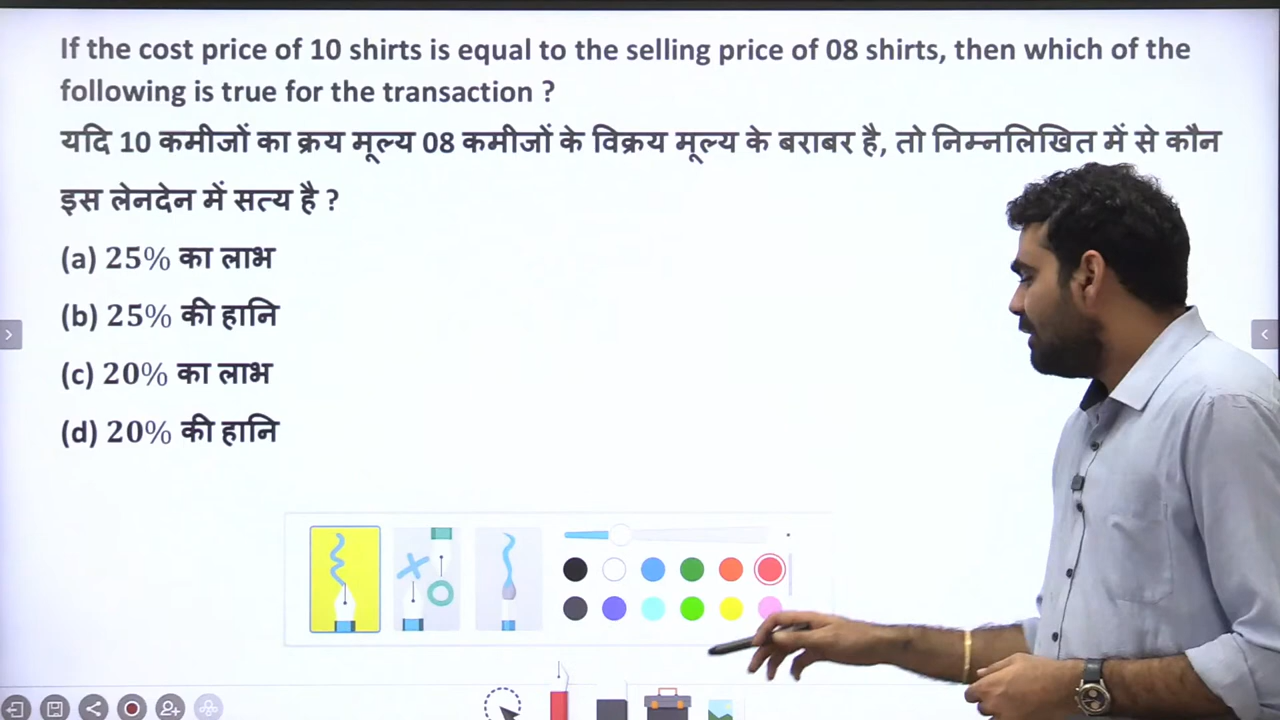 If the cost price of 10 shirts is equal to the selling price of 08 shirts, then which of the
following is true for the transaction ?
यदि 10 कमीजों का क्रय मूल्य 08 कमीजों के विक्रय मूल्य के बराबर है, तो निम्नलिखित में से कौन
इस लेनदेन में सत्य है ?
(a) 25% का लाभ
(b) 25% की हानि
(c) 20% का लाभ
(d) 20% की हानि